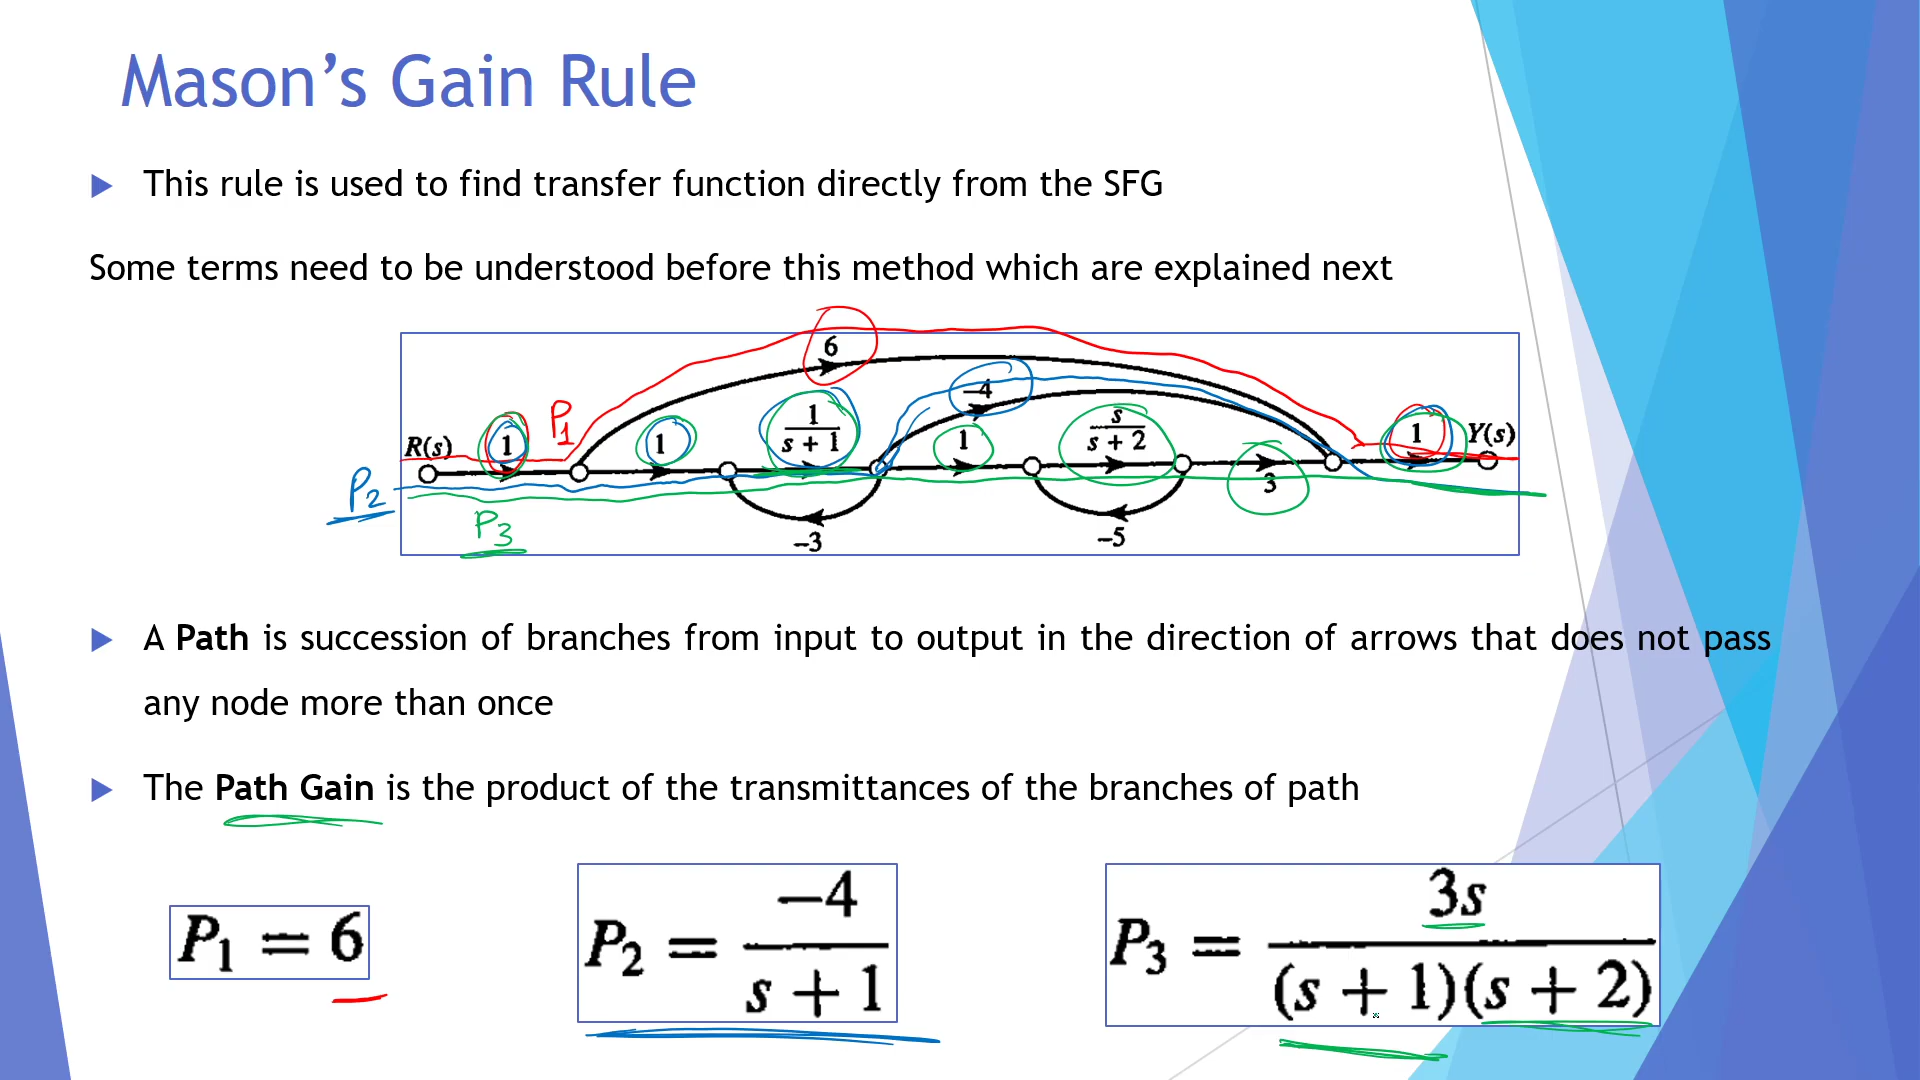 Mason’s Gain Rule
This rule is used to find transfer function directly from the SFG
Some terms need to be understood before this method which are explained next
6
-4
1/(s + 1)
s/(s + 2)
R(s) 1 P1 1 1 1 Y(s)
P2 3
P3
-3 -5
A Path is succession of branches from input to output in the direction of arrows that does not pass
any node more than once
The Path Gain is the product of the transmittances of the branches of path
P1 = 6
P2 = -4/(s + 1)
P3 = 3s/((s + 1)(s + 2))